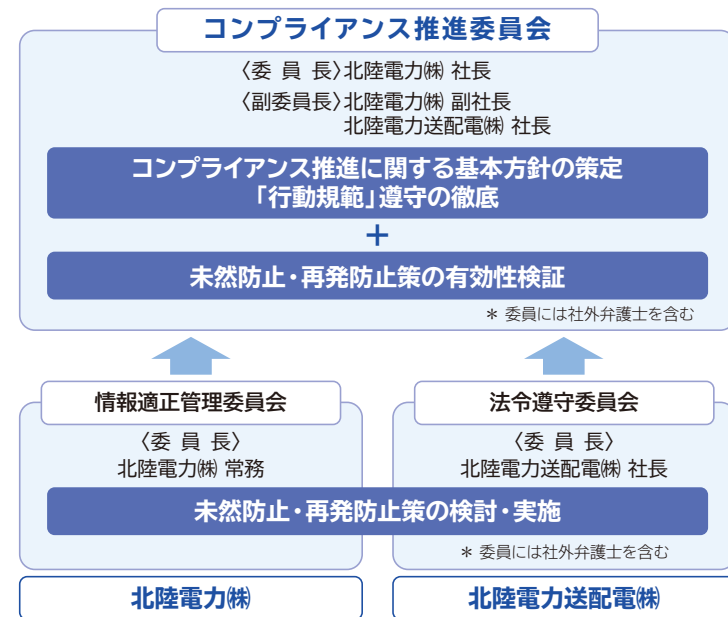 コンプライアンス推進委員会
〈委 員 長〉北陸電力㈱ 社長
〈副委員長〉北陸電力㈱ 副社長
北陸電力送配電㈱ 社長
コンプライアンス推進に関する基本方針の策定
「行動規範」遵守の徹底
＋
未然防止・再発防止策の有効性検証
＊ 委員には社外弁護士を含む
情報適正管理委員会
〈委 員 長〉
北陸電力㈱ 常務
法令遵守委員会
〈委 員 長〉
北陸電力送配電㈱ 社長
未然防止・再発防止策の検討・実施
＊ 委員には社外弁護士を含む
北陸電力㈱
北陸電力送配電㈱